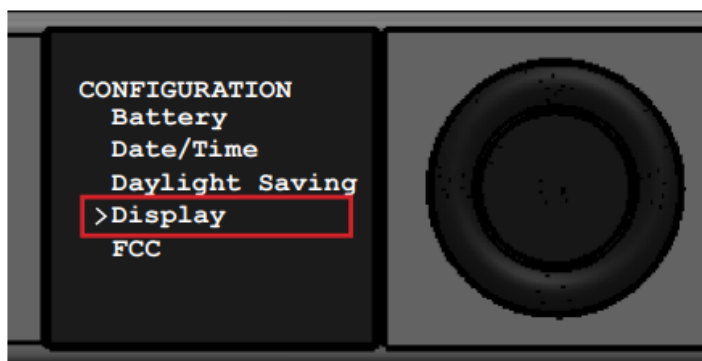 CONFIGURATION
Battery
Date/Time
Daylight Saving
>Display
FCC